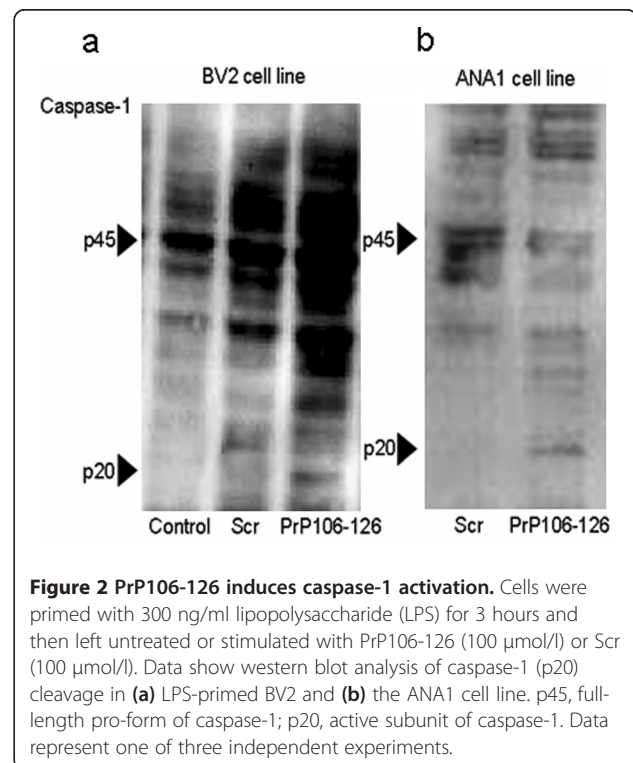 a
b
BV2 cell line
ANA1 cell line
Caspase-1
p45
p45
p20
p20
Control Scr PrP106-126
Scr PrP106-126
Figure 2 PrP106-126 induces caspase-1 activation. Cells were
primed with 300 ng/ml lipopolysaccharide (LPS) for 3 hours and
then left untreated or stimulated with PrP106-126 (100 μmol/l) or Scr
(100 μmol/l). Data show western blot analysis of caspase-1 (p20)
cleavage in (a) LPS-primed BV2 and (b) the ANA1 cell line. p45, full-
length pro-form of caspase-1; p20, active subunit of caspase-1. Data
represent one of three independent experiments.